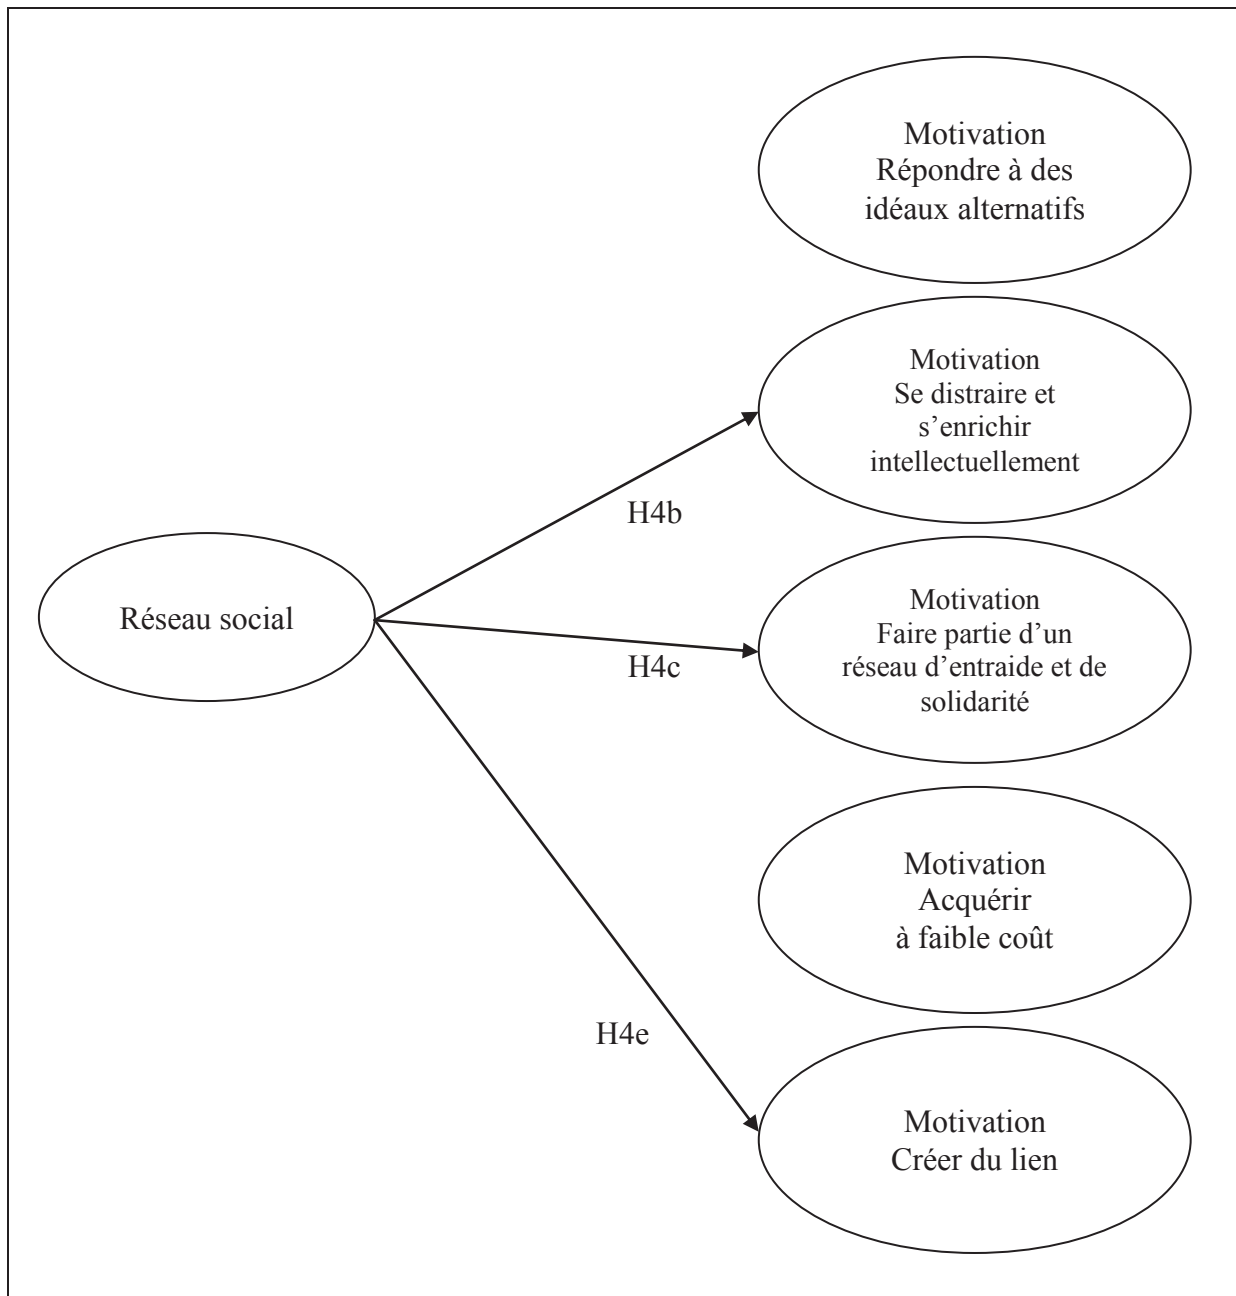 Motivation
Répondre à des
idéaux alternatifs
Motivation
Se distraire et
s’enrichir
intellectuellement
H4b
Réseau social
Motivation
Faire partie d’un
réseau d’entraide et de
solidarité
H4c
Motivation
Acquérir
à faible coût
H4e
Motivation
Créer du lien